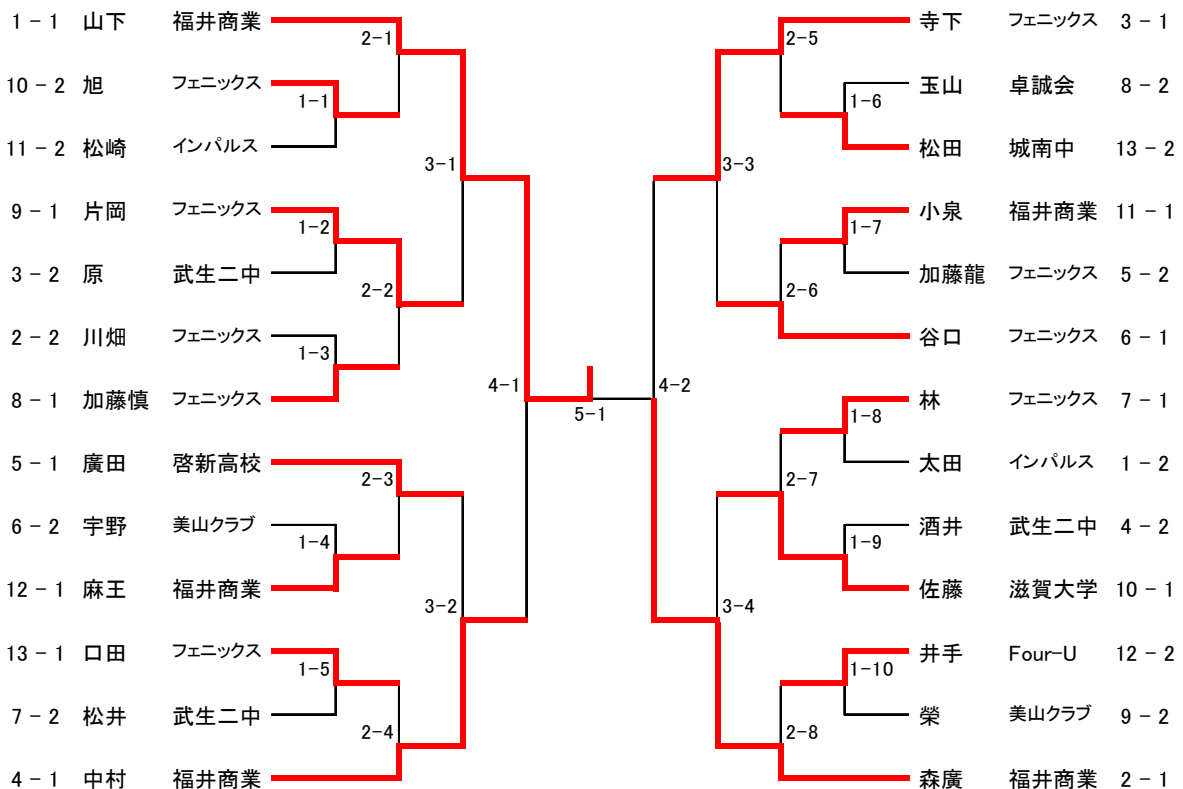 1－1 山下 福井商業
2-1
10－2 旭 フェニックス
1-1
11－2 松崎 インパルス
3-1
9－1 片岡 フェニックス
1-2
3－2 原 武生二中
2-2
2－2 川畑 フェニックス
1-3
8－1 加藤慎 フェニックス
4-1
5－1 廣田 啓新高校
2-3
6－2 宇野 美山クラブ
1-4
12－1 麻王 福井商業
3-2
13－1 口田 フェニックス
1-5
7－2 松井 武生二中
2-4
4－1 中村 福井商業
5-1
寺下 フェニックス 3－1
2-5
玉山 卓誠会 8－2
1-6
松田 城南中 13－2
3-3
小泉 福井商業 11－1
1-7
加藤龍 フェニックス 5－2
2-6
谷口 フェニックス 6－1
4-2
林 フェニックス 7－1
1-8
太田 インパルス 1－2
2-7
酒井 武生二中 4－2
1-9
佐藤 滋賀大学 10－1
3-4
井手 Four-U 12－2
1-10
榮 美山クラブ 9－2
2-8
森廣 福井商業 2－1